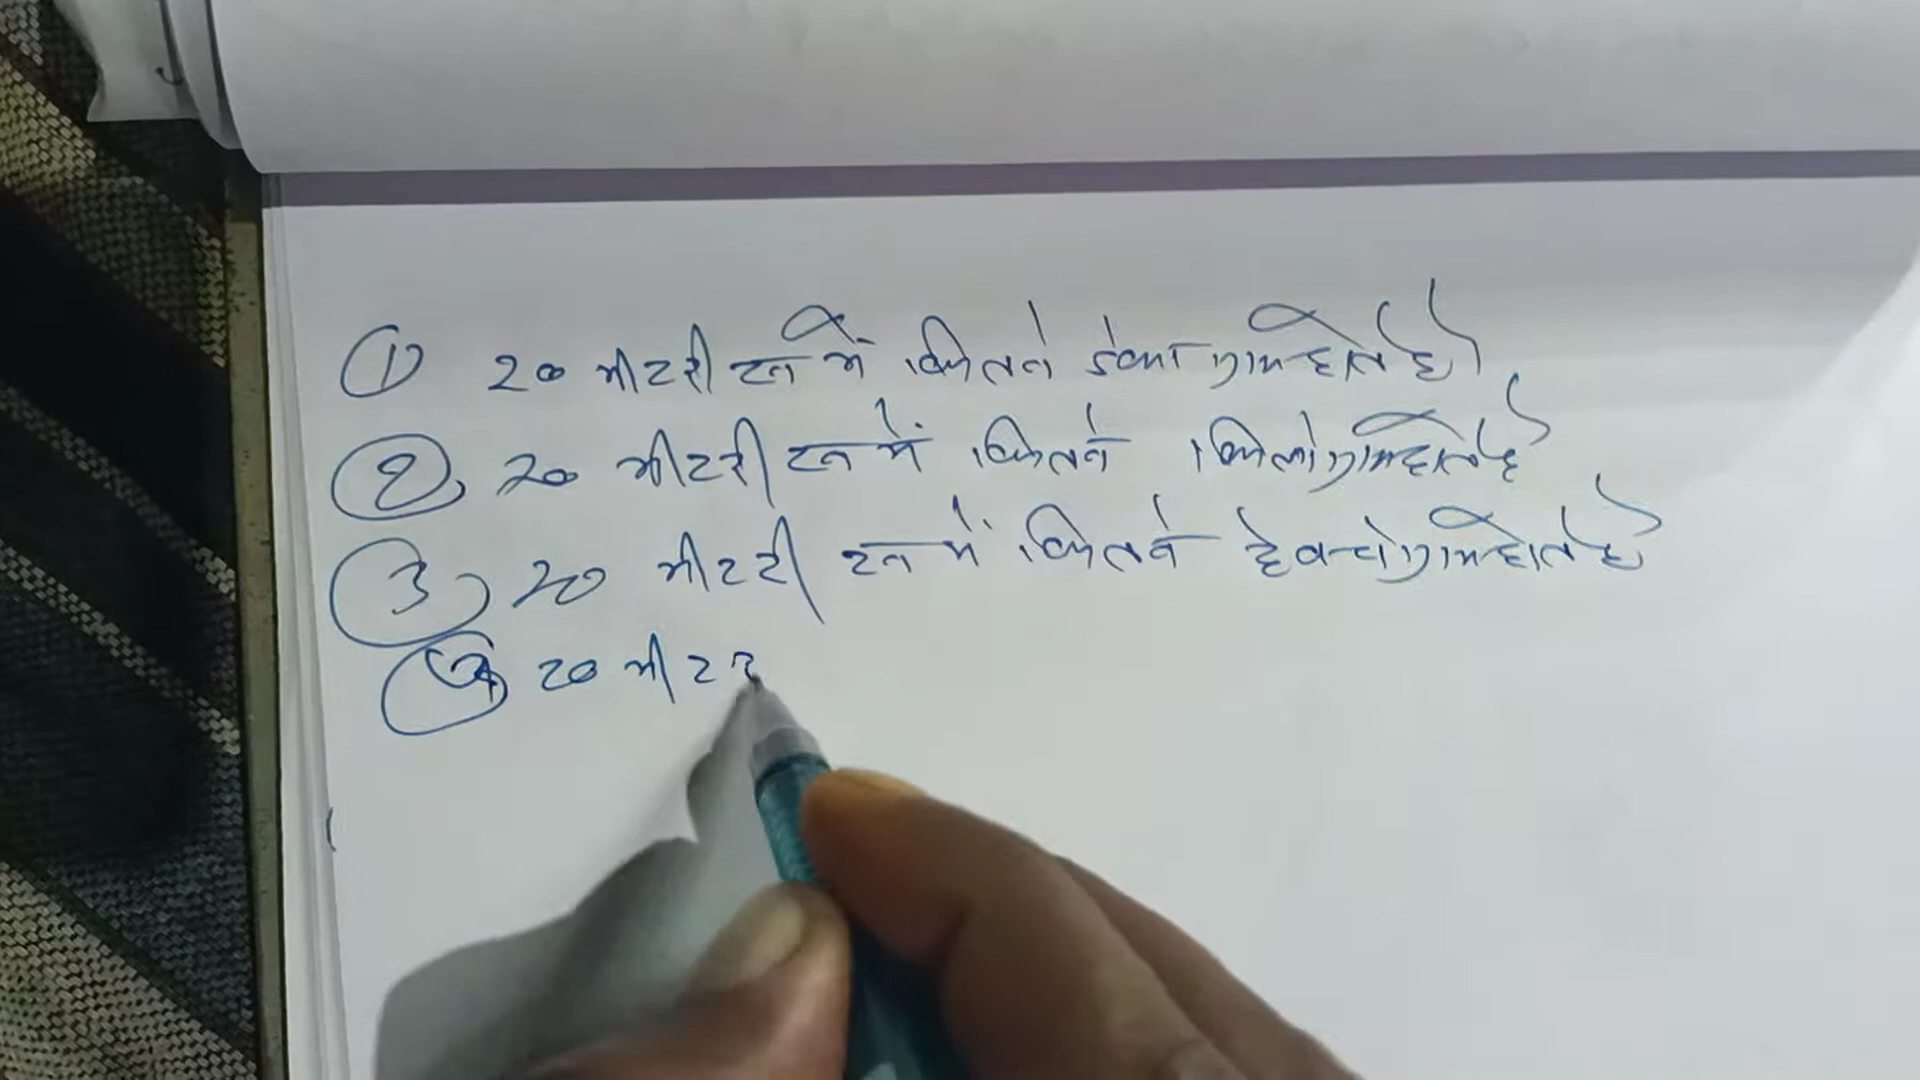 ① 20 मीटरी टन में कितने डेका ग्राम होते है।
② 20 मीटरी टन में कितने किलोग्राम होते है
③ 20 मीटरी टन में कितने हेक्टोग्राम होते है
④ 20 मीटर